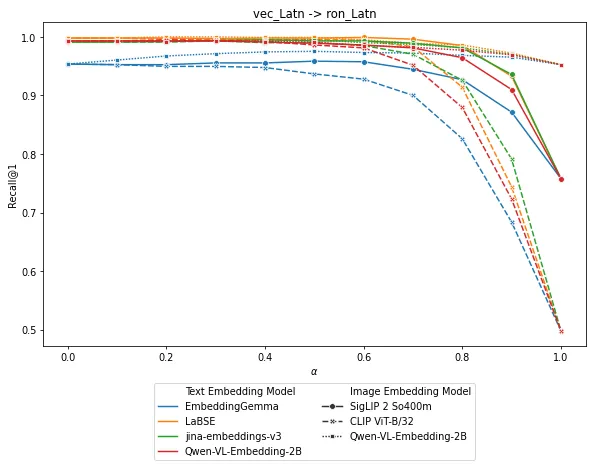 vec_Latn -> ron_Latn
Recall@1
1.0
0.9
0.8
0.7
0.6
0.5
0.0 0.2 0.4 0.6 0.8 1.0
α
Text Embedding Model Image Embedding Model
EmbeddingGemma SigLIP 2 So400m
LaBSE CLIP ViT-B/32
jina-embeddings-v3 Qwen-VL-Embedding-2B
Qwen-VL-Embedding-2B